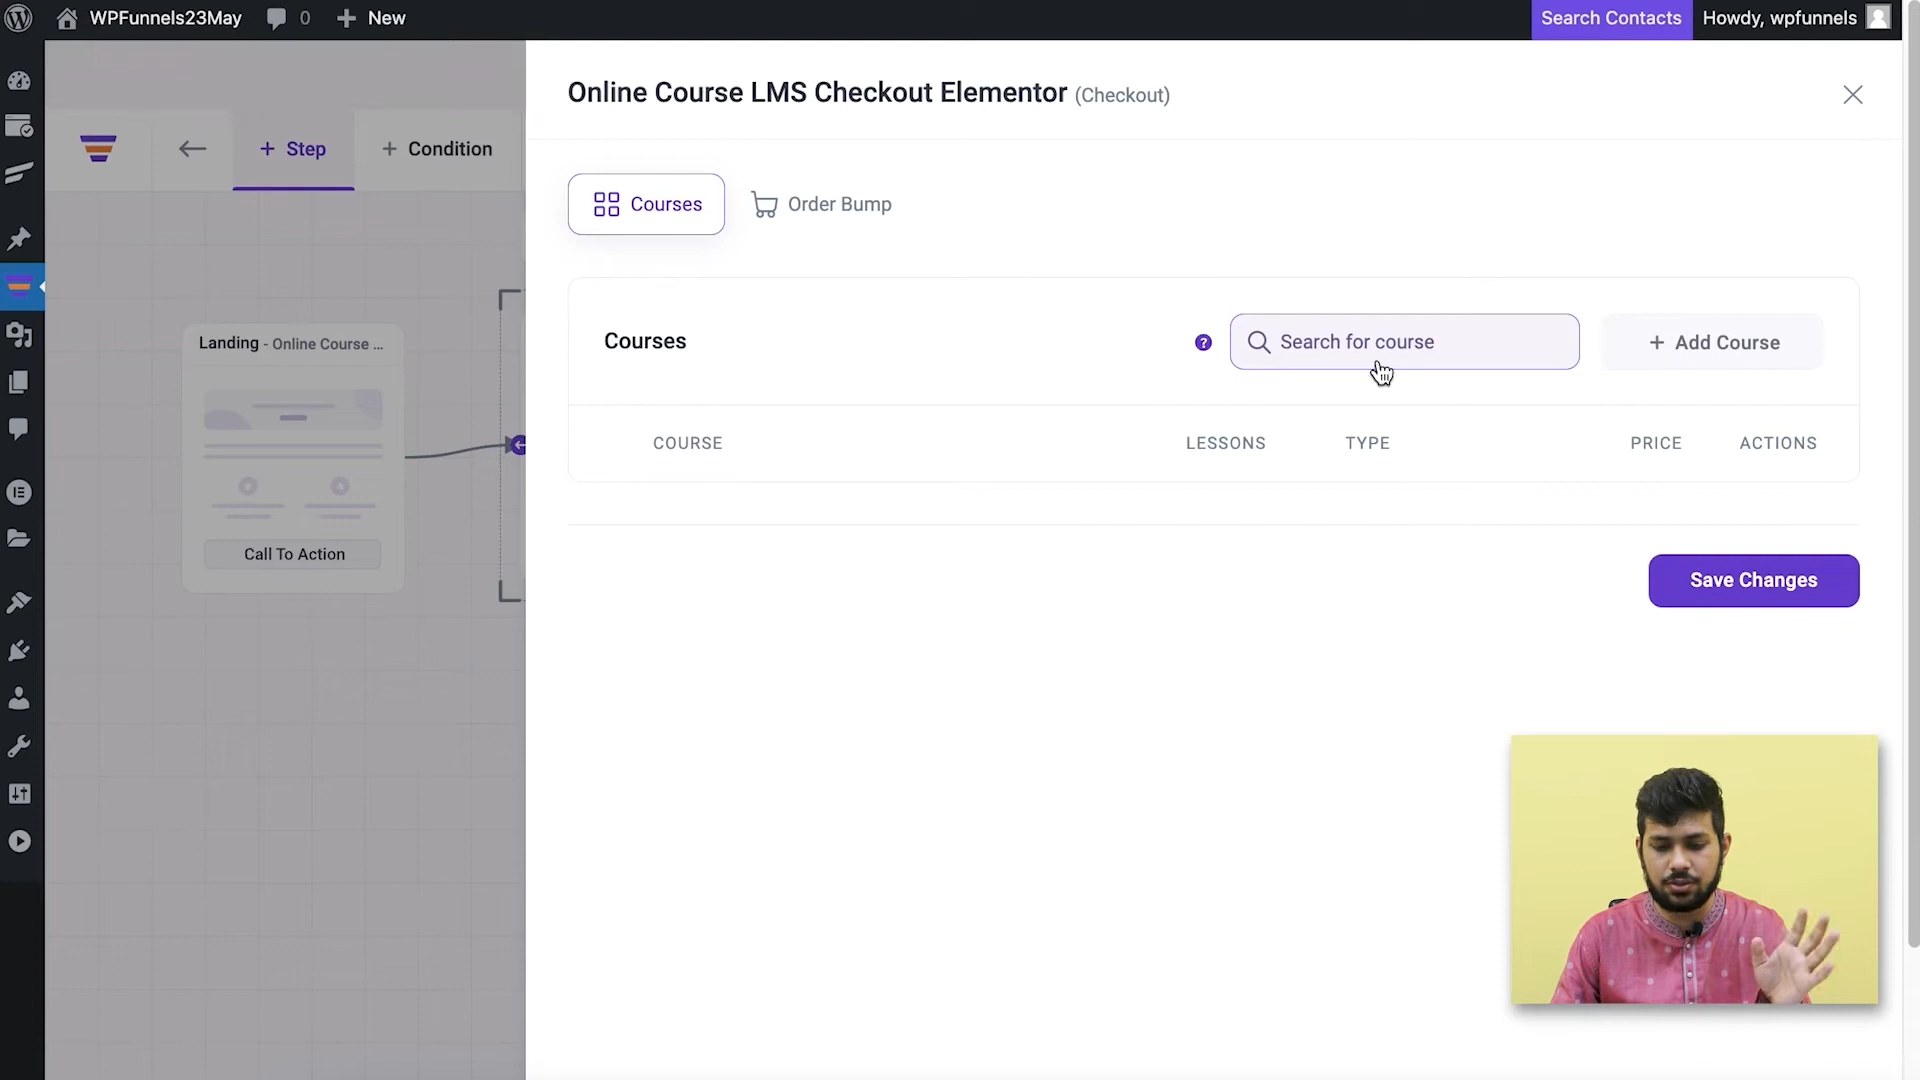 WPFunnels23May 0 New Search Contacts Howdy, wpfunnels
Online Course LMS Checkout Elementor (Checkout)
Step Condition
Courses Order Bump
Landing - Online Course ...
Call To Action
Courses ? Search for course + Add Course
COURSE LESSONS TYPE PRICE ACTIONS
Save Changes